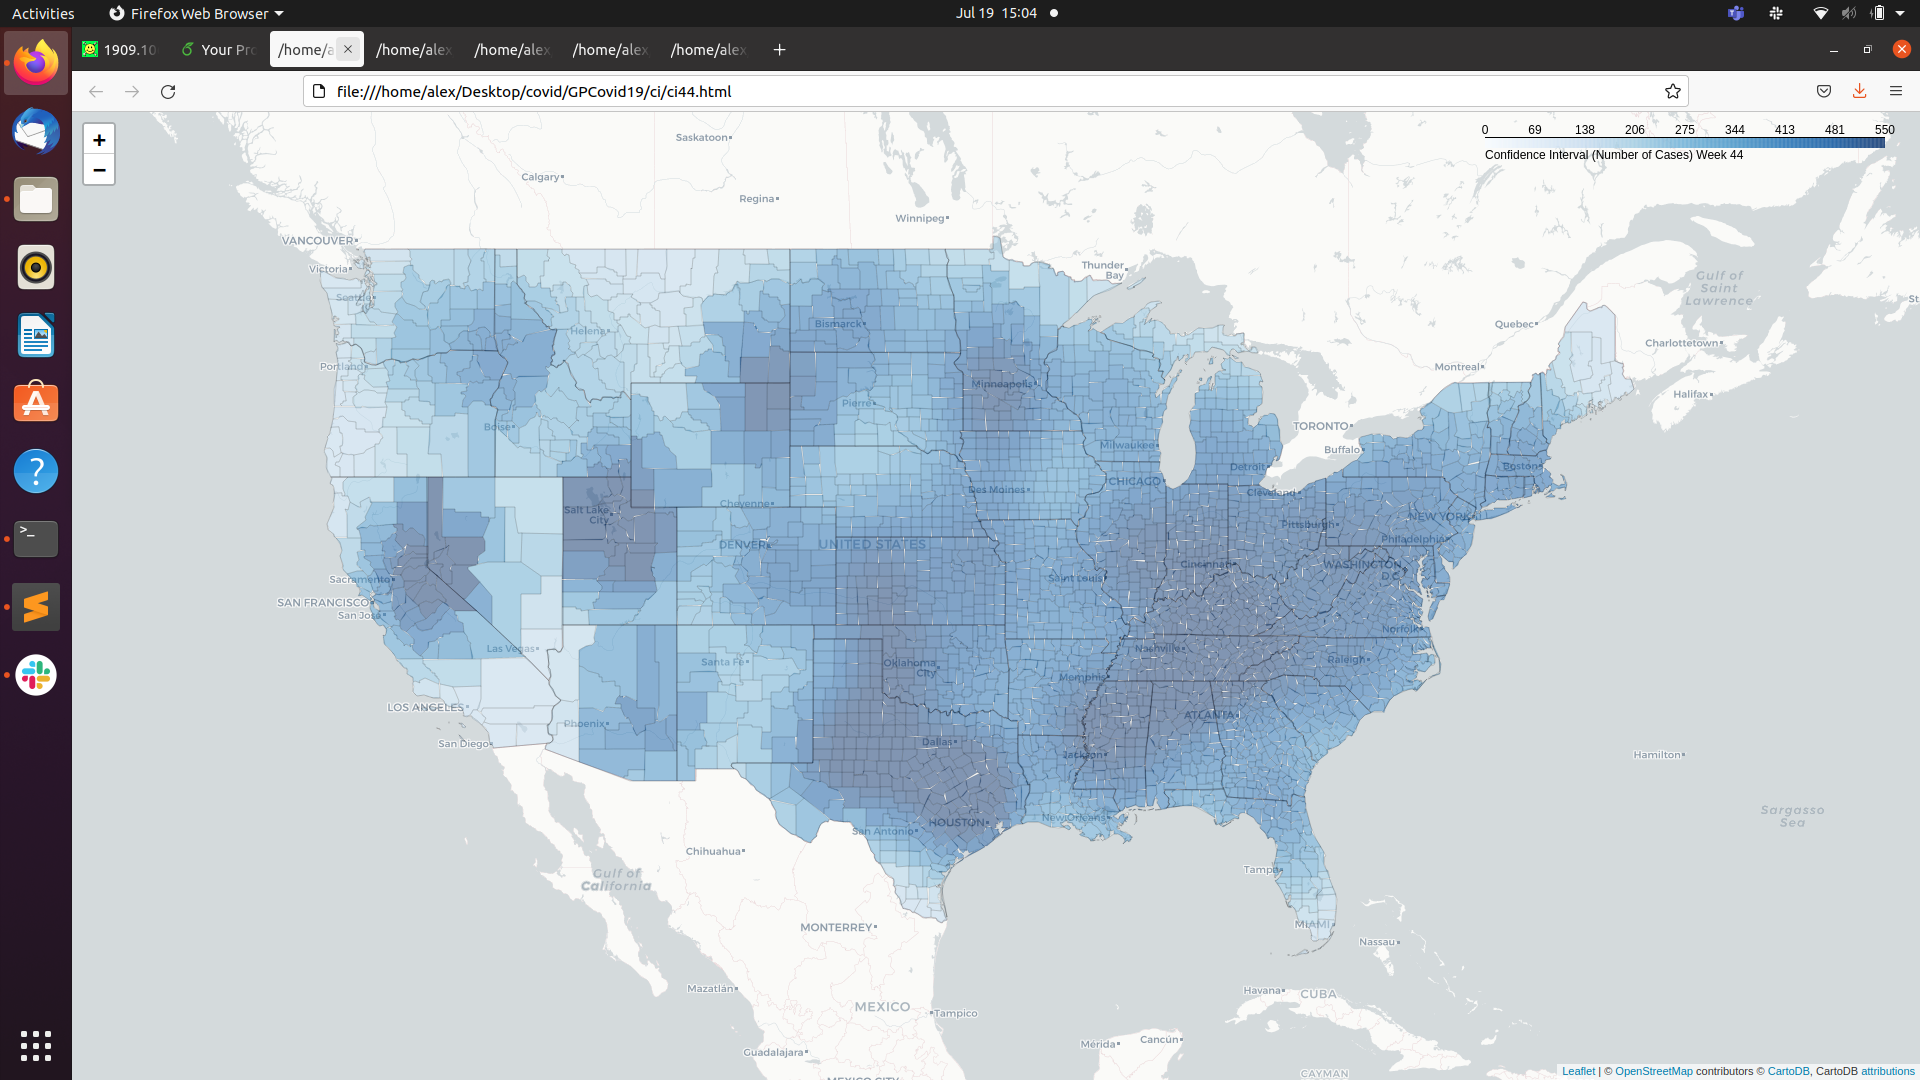 Activities
Firefox Web Browser
Jul 19 15:04
1909.10
Your Pro
/home/a
/home/alex
/home/alex
/home/alex
/home/alex
file:///home/alex/Desktop/covid/GPCovid19/ci/ci44.html
+
−
0 69 138 206 275 344 413 481 550
Confidence Interval (Number of Cases) Week 44
Saskatoon
Calgary
Regina
Winnipeg
VANCOUVER
Victoria
Thunder
Bay
Gulf of
Saint
Lawrence
St
Seattle
Helena
Bismarck
Quebec
Charlottetown
Portland
Montreal
Minneapolis
Halifax
Pierre
Boise
TORONTO
Milwaukee
Buffalo
Detroit
Boston
CHICAGO
Des Moines
Cleveland
Cheyenne
Salt Lake
City
NEW YORK
Pittsburgh
Philadelphia
DENVER
UNITED STATES
Cincinnati
WASHINGTON
D.C.
Sacramento
Saint Louis
SAN FRANCISCO
San Jose
Norfolk
Las Vegas
Nashville
Santa Fe
Oklahoma
City
Raleigh
Memphis
LOS ANGELES
Phoenix
ATLANTA
San Diego
Dallas
Jackson
Hamilton
HOUSTON
New Orleans
San Antonio
Sargasso
Sea
Chihuahua
Gulf of
California
Tampa
MONTERREY
MIAMI
Nassau
Mazatlán
Havana
CUBA
MEXICO
Tampico
Mérida
Cancún
Guadalajara
MEXICO CITY
CAYMAN
Leaflet | © OpenStreetMap contributors © CartoDB, CartoDB attributions